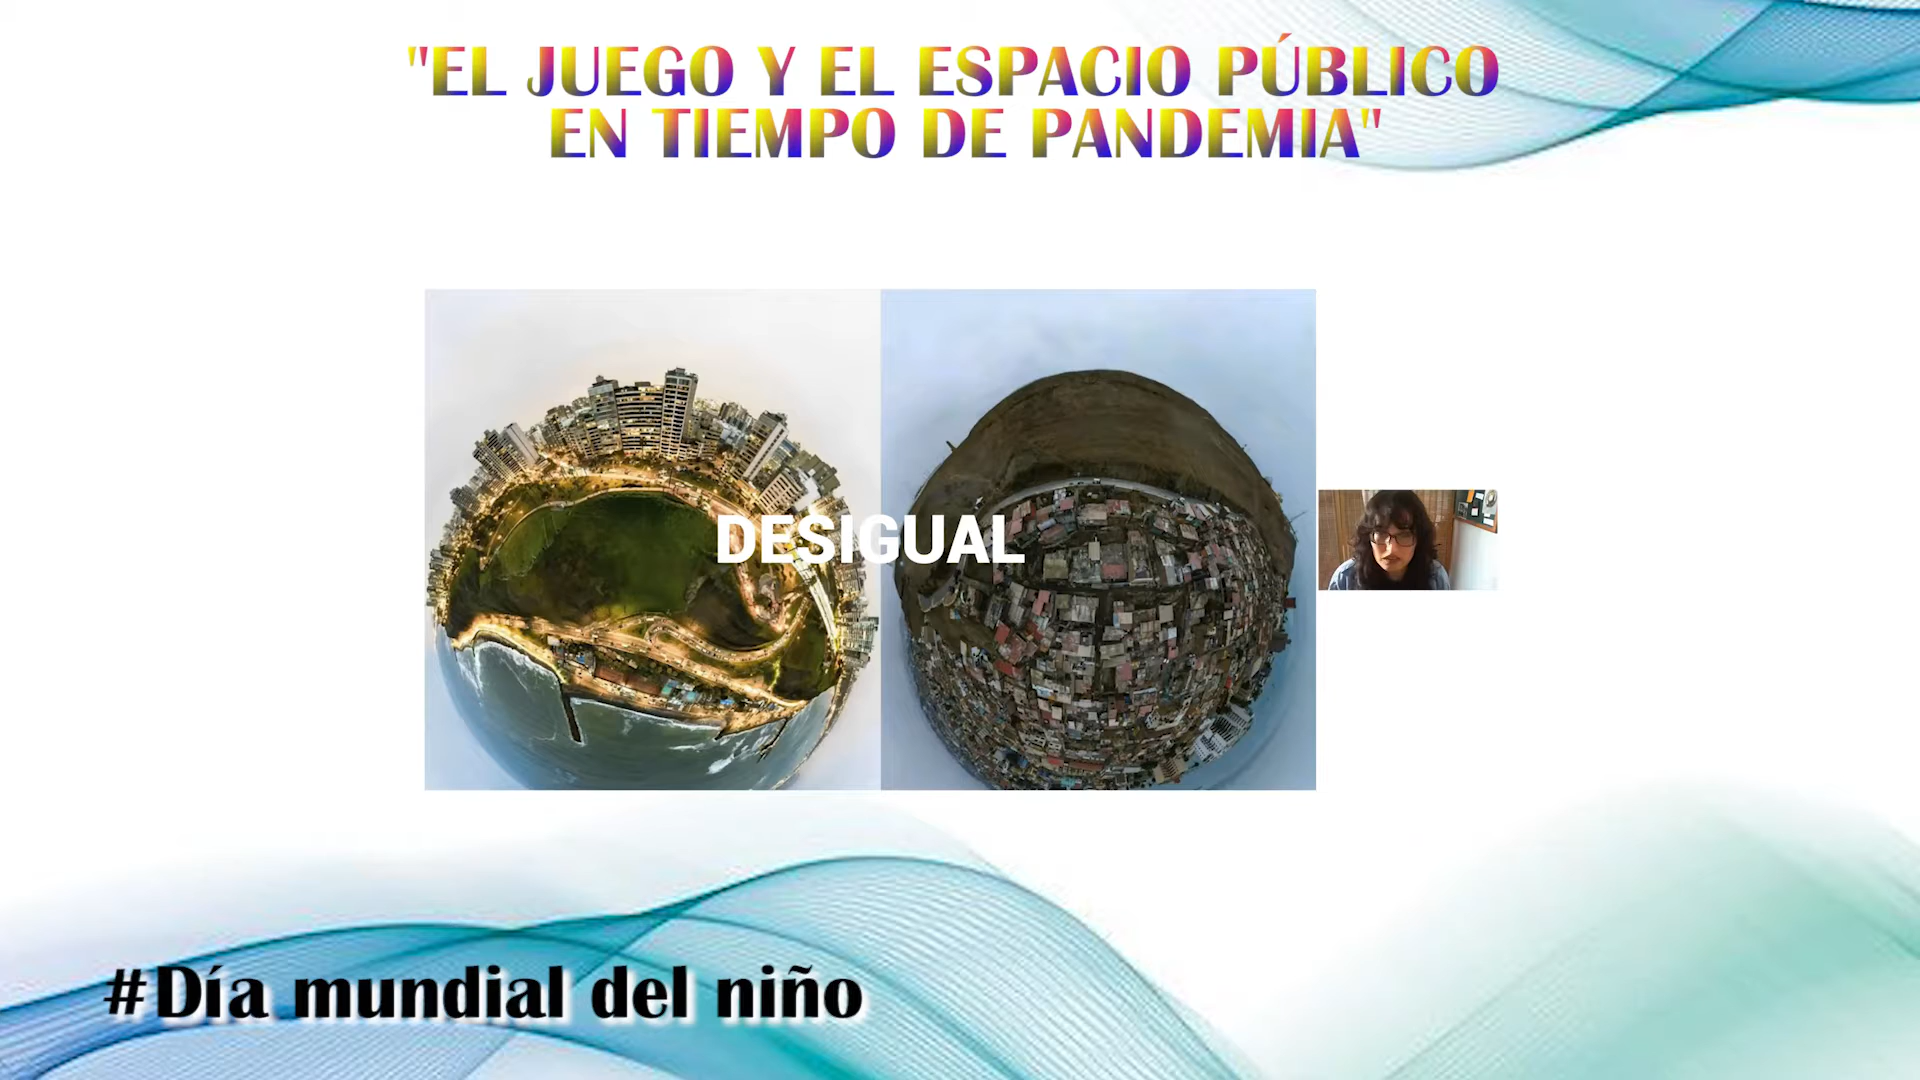 "EL JUEGO Y EL ESPACIO PÚBLICO
EN TIEMPO DE PANDEMIA"
DESIGUAL
#Día mundial del niño